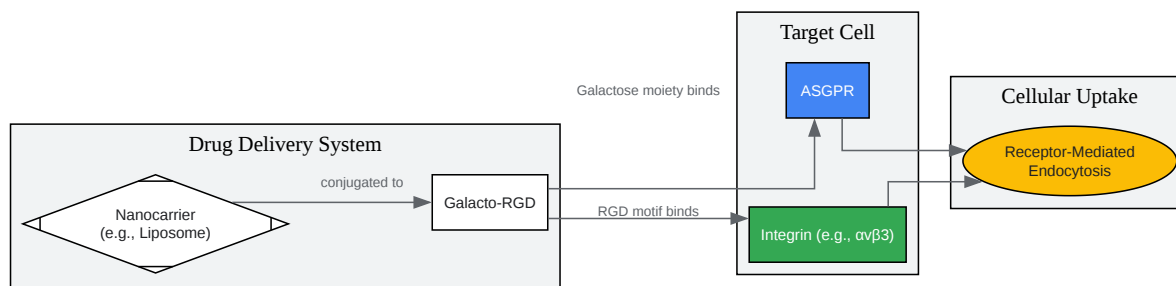 Drug Delivery System
Nanocarrier
(e.g., Liposome)
conjugated to
Galacto-RGD
Galactose moiety binds
RGD motif binds
Target Cell
ASGPR
Integrin (e.g., αvβ3)
Cellular Uptake
Receptor-Mediated
Endocytosis